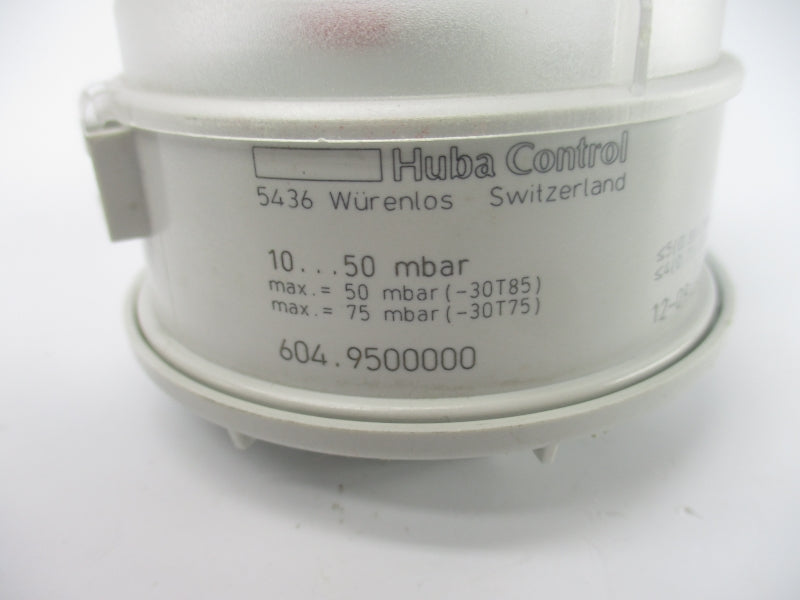 Huba Control
5436 Würenlos Switzerland
10...50 mbar
max.= 50 mbar (-30T85)
max.= 75 mbar (-30T75)
604.9500000